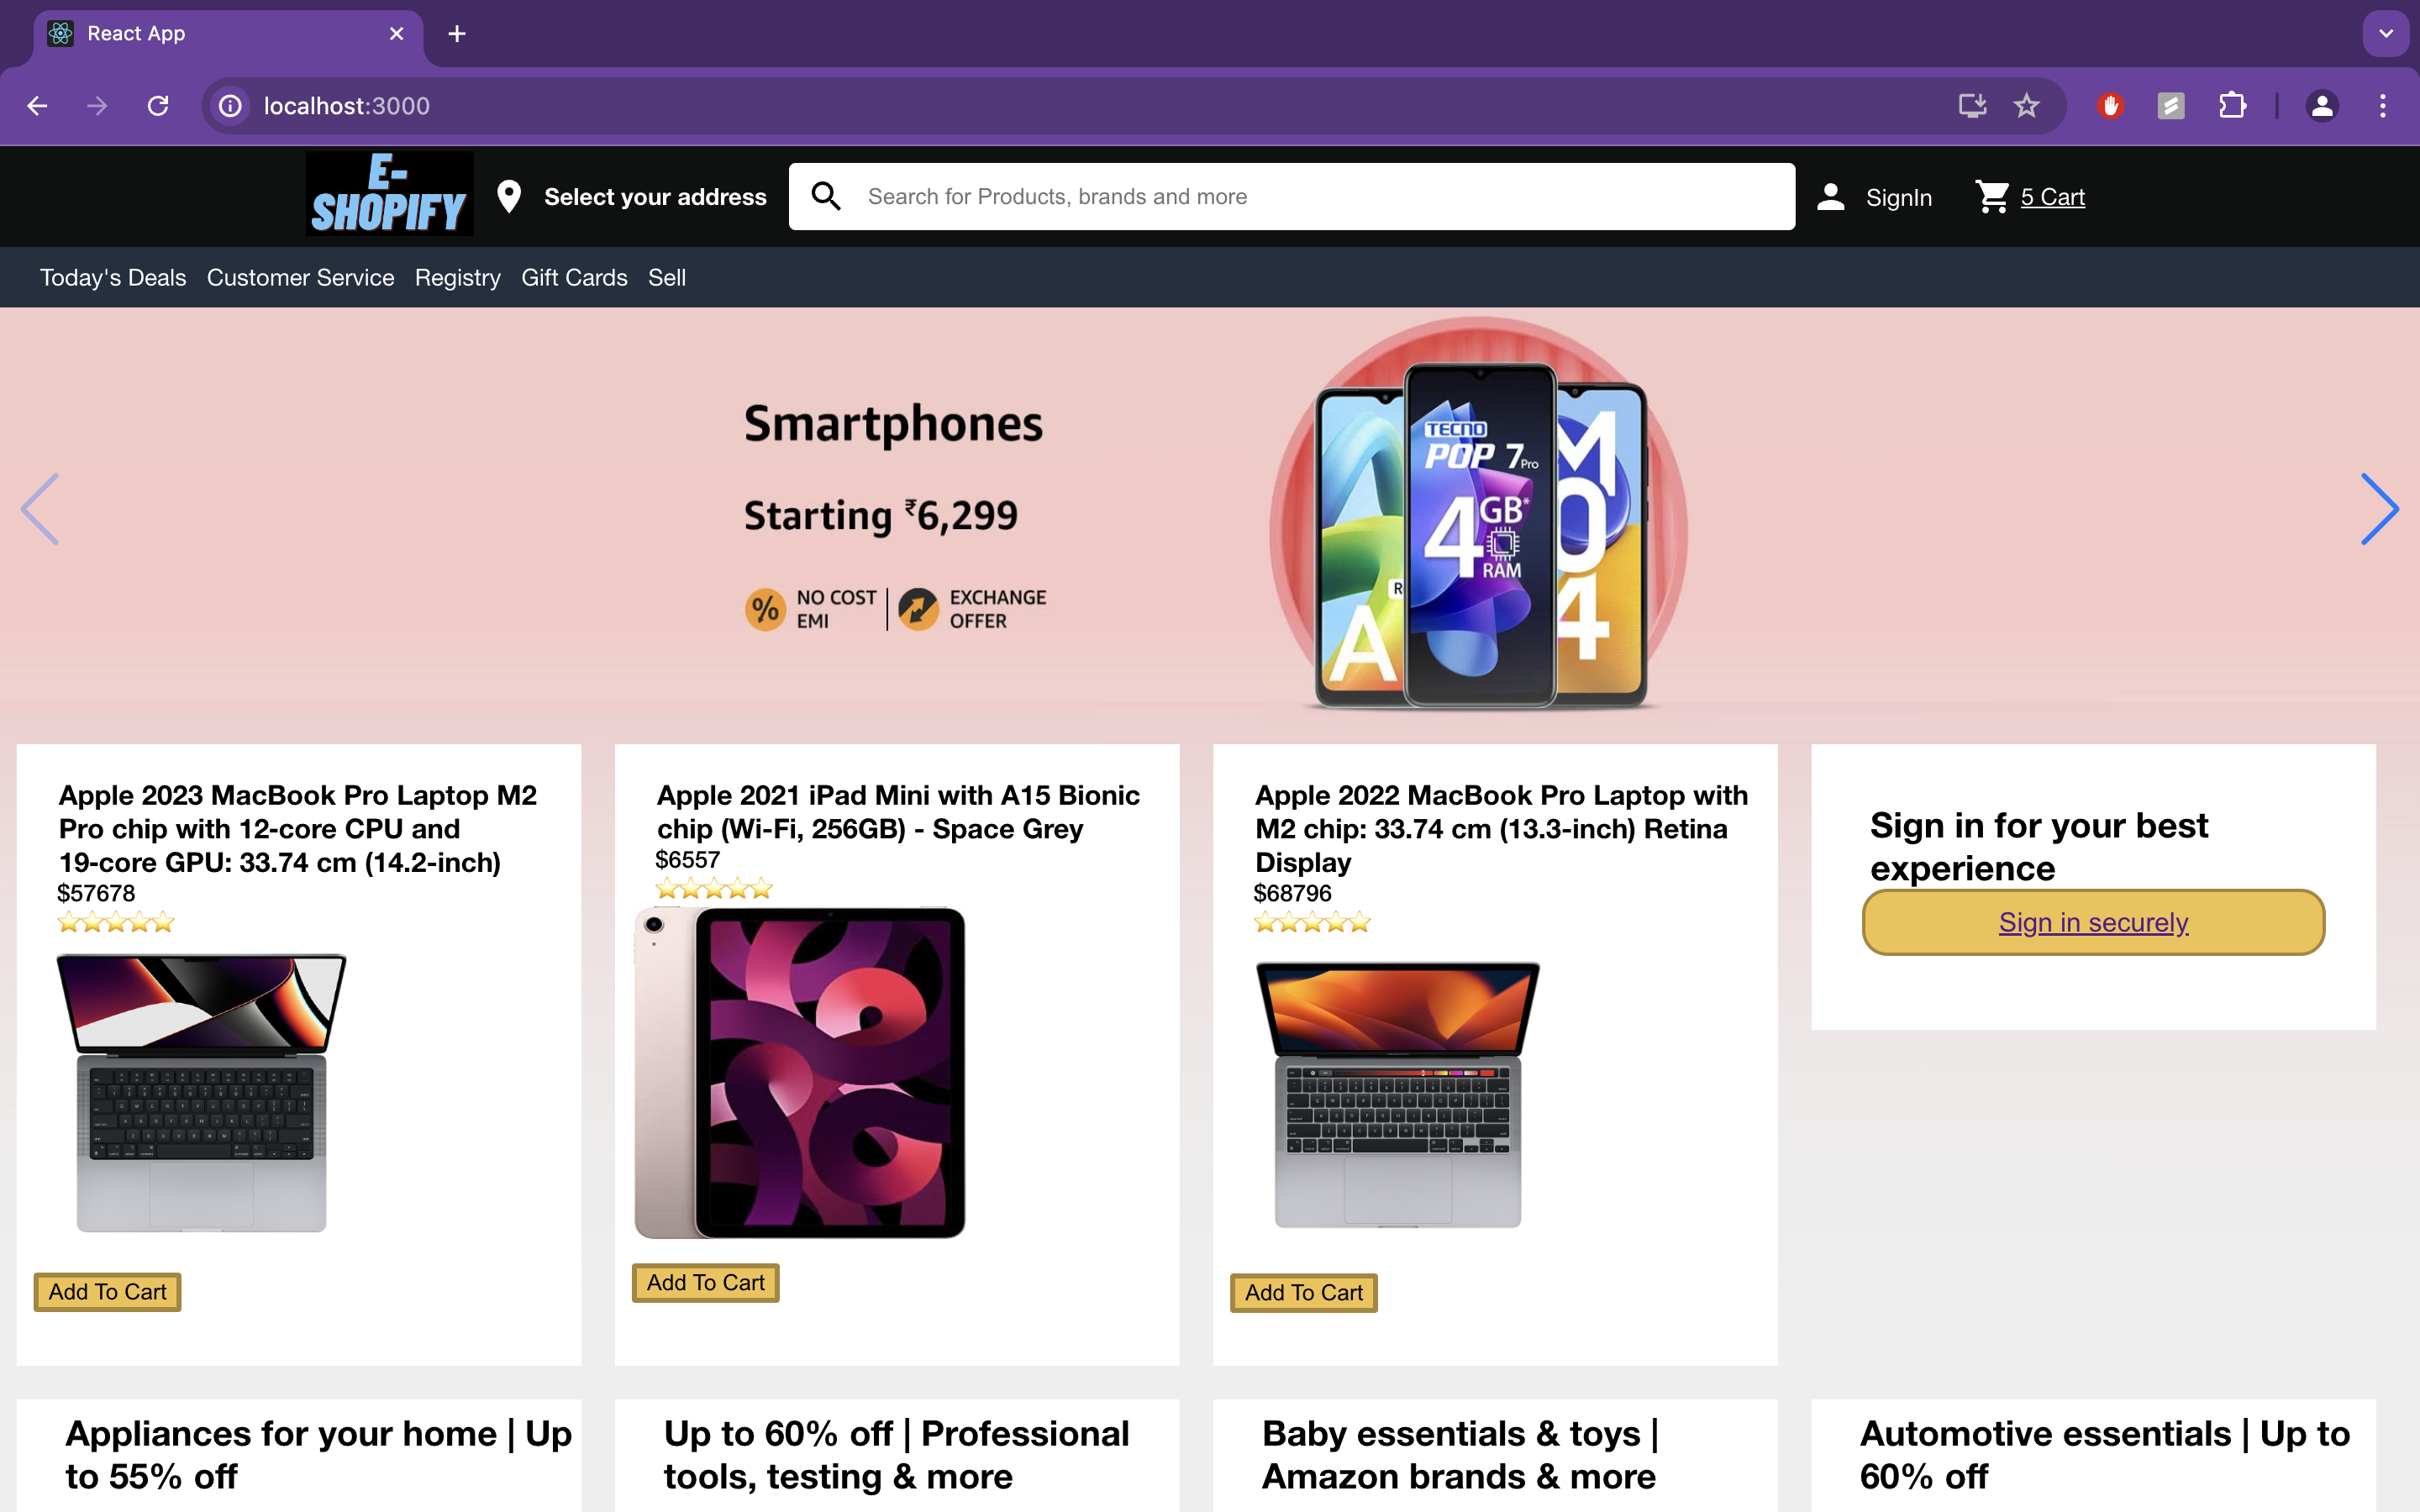 React App
localhost:3000
E-
SHOPIFY
Select your address
Search for Products, brands and more
SignIn
5 Cart
Today's Deals Customer Service Registry Gift Cards Sell
Smartphones
Starting ₹6,299
NO COST
EMI
EXCHANGE
OFFER
TECNO
POP 7 Pro
4GB*
RAM
A
M
0
4
R
Apple 2023 MacBook Pro Laptop M2
Pro chip with 12-core CPU and
19-core GPU: 33.74 cm (14.2-inch)
$57678
Add To Cart
Apple 2021 iPad Mini with A15 Bionic
chip (Wi-Fi, 256GB) - Space Grey
$6557
Add To Cart
Apple 2022 MacBook Pro Laptop with
M2 chip: 33.74 cm (13.3-inch) Retina
Display
$68796
Add To Cart
Sign in for your best
experience
Sign in securely
Appliances for your home | Up
to 55% off
Up to 60% off | Professional
tools, testing & more
Baby essentials & toys |
Amazon brands & more
Automotive essentials | Up to
60% off